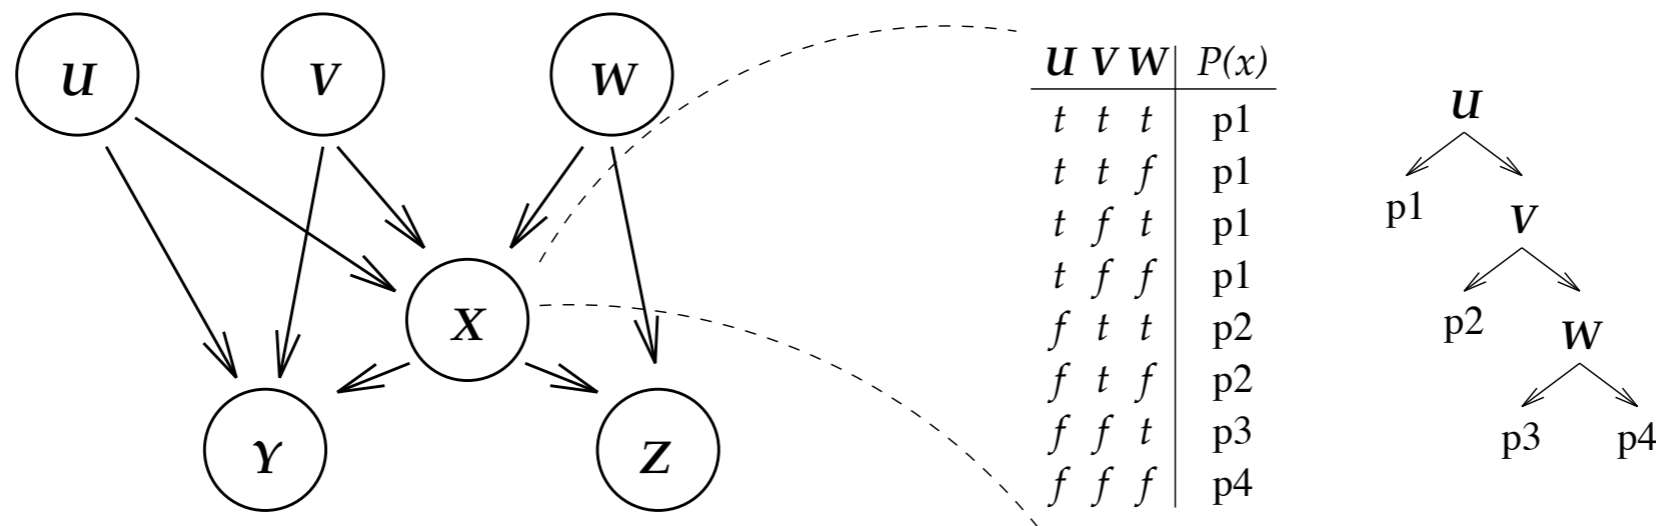 U V W
X
Y Z
U V W P(x)
t t t p1
t t f p1
t f t p1
t f f p1
f t t p2
f t f p2
f f t p3
f f f p4
U
p1 V
p2 W
p3 p4